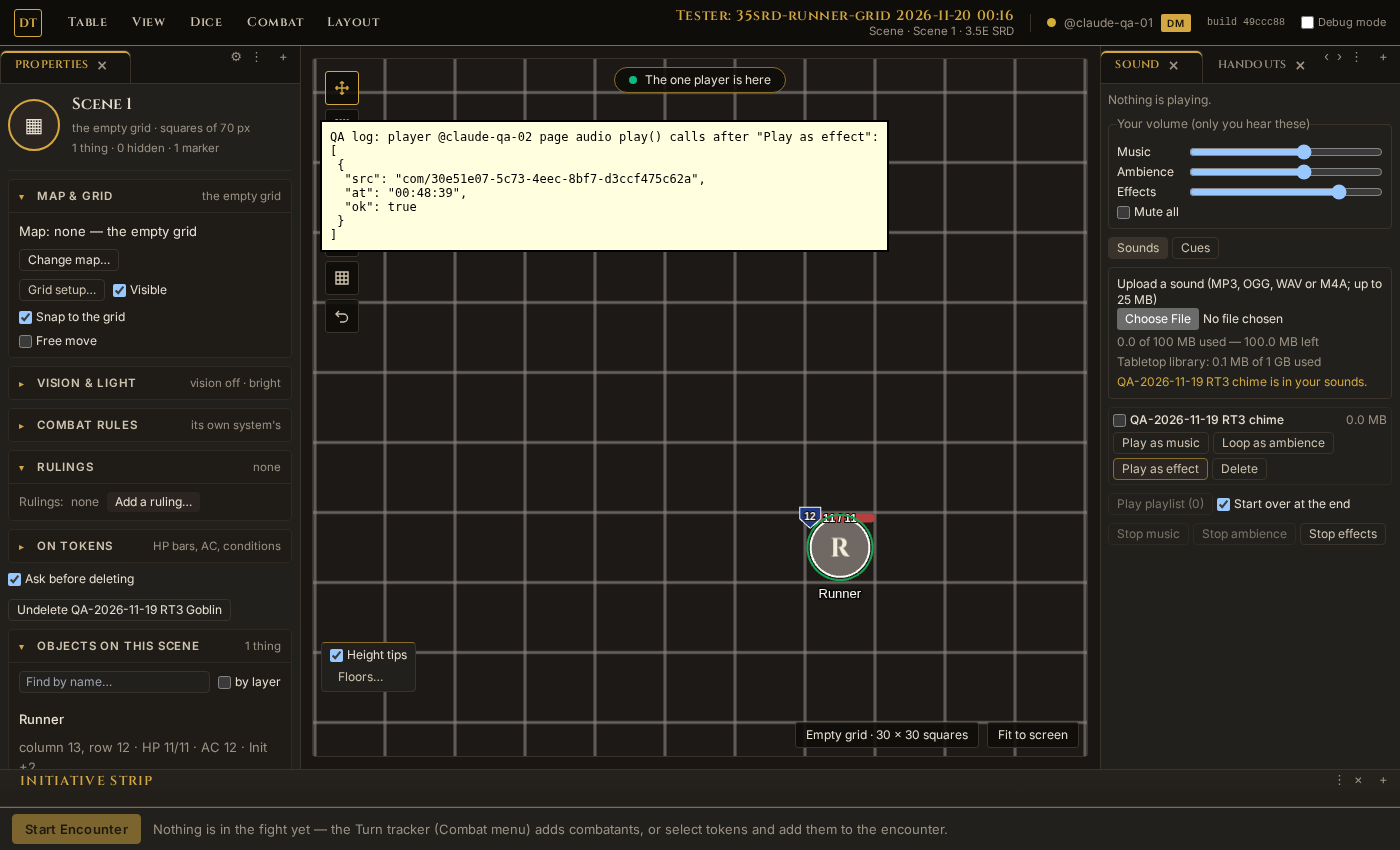 DT
TABLE VIEW DICE COMBAT LAYOUT
TESTER: 35SRD-RUNNER-GRID 2026-11-20 00:16
Scene · Scene 1 · 3.5E SRD
@claude-qa-01 DM build 49ccc88 Debug mode
PROPERTIES
SCENE 1
the empty grid · squares of 70 px
1 thing · 0 hidden · 1 marker
MAP & GRID the empty grid
Map: none — the empty grid
Change map...
Grid setup... Visible
Snap to the grid
Free move
VISION & LIGHT vision off · bright
COMBAT RULES its own system's
RULINGS none
Rulings: none Add a ruling...
ON TOKENS HP bars, AC, conditions
Ask before deleting
Undelete QA-2026-11-19 RT3 Goblin
OBJECTS ON THIS SCENE 1 thing
Find by name... by layer
Runner
column 13, row 12 · HP 11/11 · AC 12 · Init
+2
The one player is here
QA log: player @claude-qa-02 page audio play() calls after "Play as effect":
[
{
"src": "com/30e51e07-5c73-4eec-8bf7-d3ccf475c62a",
"at": "00:48:39",
"ok": true
}
]
12 11 / 11
R
Runner
Height tips
Floors...
Empty grid · 30 × 30 squares Fit to screen
SOUND HANDOUTS
Nothing is playing.
Your volume (only you hear these)
Music
Ambience
Effects
Mute all
Sounds Cues
Upload a sound (MP3, OGG, WAV or M4A; up to
25 MB)
Choose File No file chosen
0.0 of 100 MB used — 100.0 MB left
Tabletop library: 0.1 MB of 1 GB used
QA-2026-11-19 RT3 chime is in your sounds.
QA-2026-11-19 RT3 chime 0.0 MB
Play as music Loop as ambience
Play as effect Delete
Play playlist (0) Start over at the end
Stop music Stop ambience Stop effects
INITIATIVE STRIP
Start Encounter Nothing is in the fight yet — the Turn tracker (Combat menu) adds combatants, or select tokens and add them to the encounter.